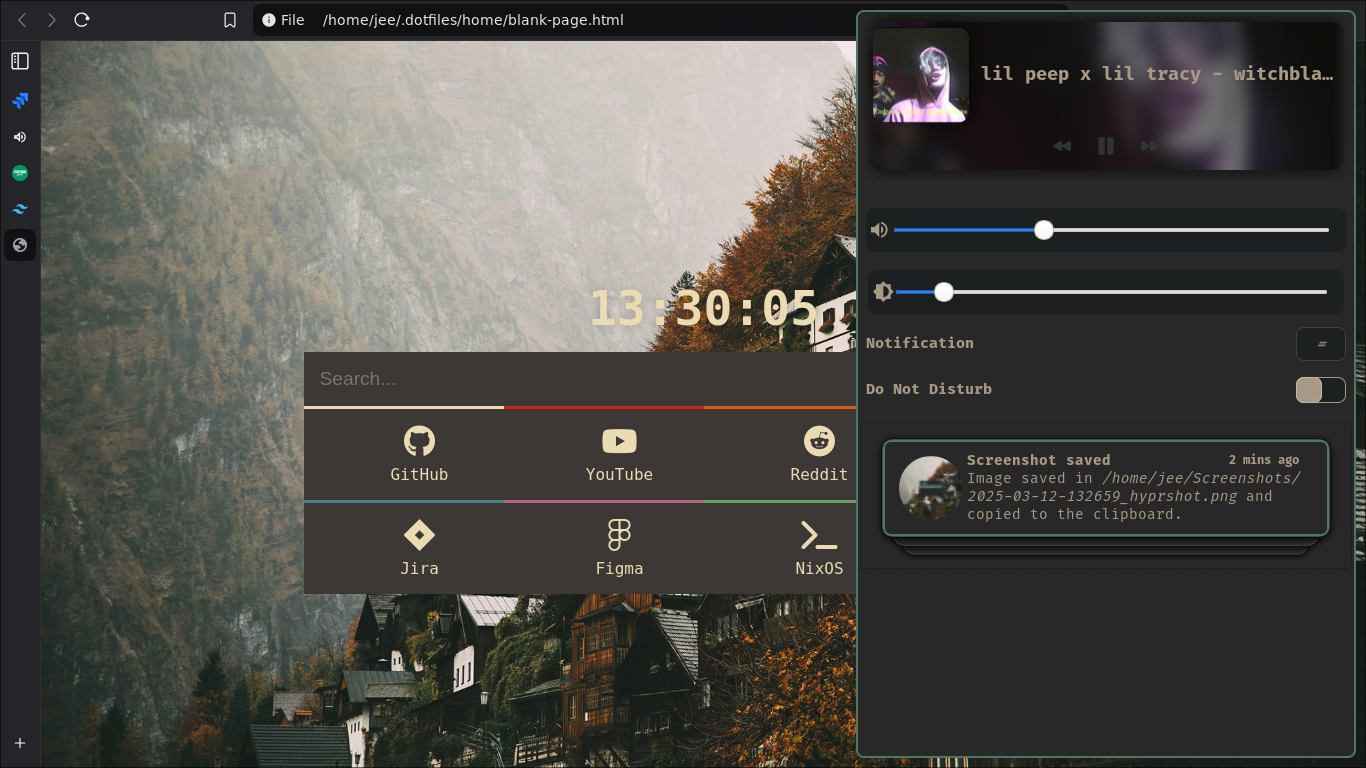 File /home/jee/.dotfiles/home/blank-page.html
13:30:05
Search...
GitHub YouTube Reddit
Jira Figma NixOS
lil peep x lil tracy - witchbla…
Notification
Do Not Disturb
Screenshot saved 2 mins ago
Image saved in /home/jee/Screenshots/
2025-03-12-132659_hyprshot.png and
copied to the clipboard.